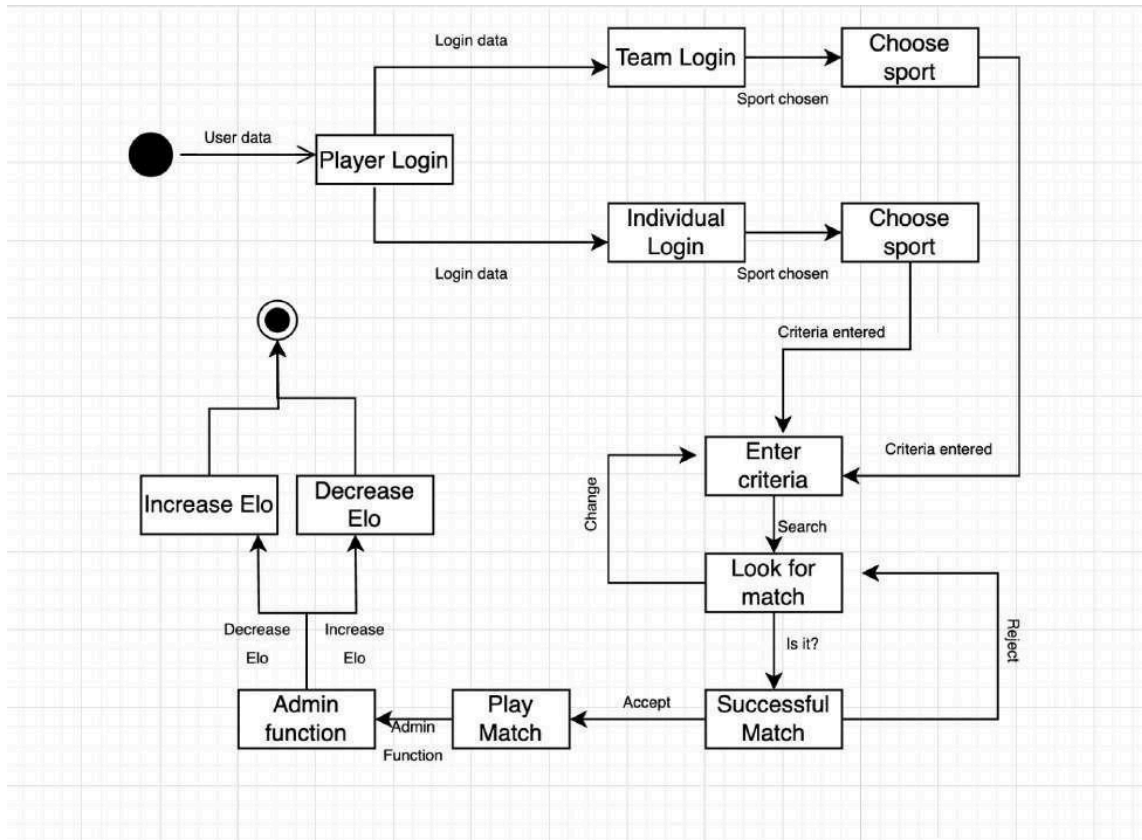 Login data
Team Login
Choose
sport
Sport chosen
User data
Player Login
Individual
Login
Choose
sport
Login data
Sport chosen
Criteria entered
Enter
criteria
Criteria entered
Change
Search
Increase Elo
Decrease
Elo
Look for
match
Decrease
Elo
Increase
Elo
Is it?
Reject
Admin
function
Admin
Function
Play
Match
Accept
Successful
Match